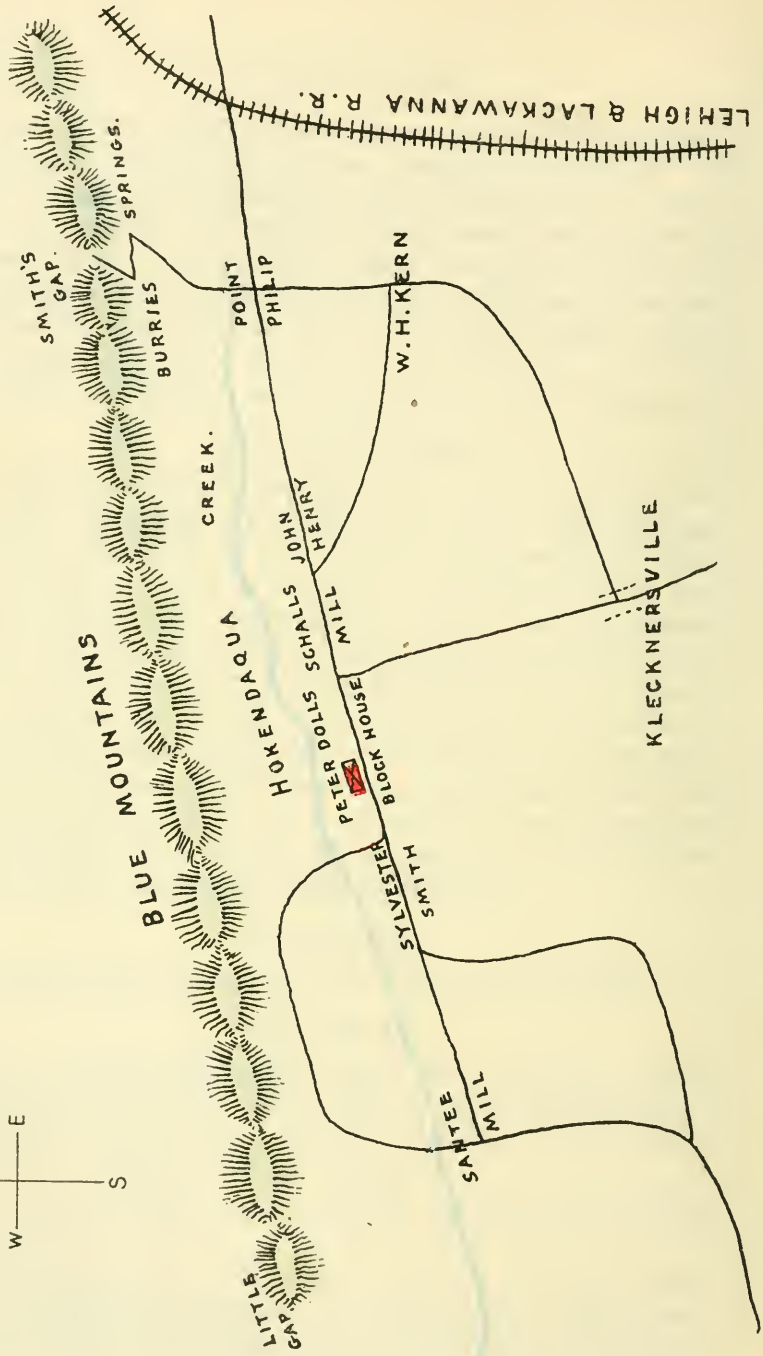 W
E
S
LITTLE
GAP.
BLUE MOUNTAINS
SMITH'S
GAP.
BURRIES
SPRINGS.
HOKENDAQUA
CREEK.
POINT
PHILIP
W. H. KERN
JOHN
HENRY
SCHALLS
MILL
PETER DOLLS
BLOCK HOUSE
SYLVESTER
SMITH
SANTEE
MILL
KLECKNERSVILLE
LEHIGH & LACKAWANNA R.R.